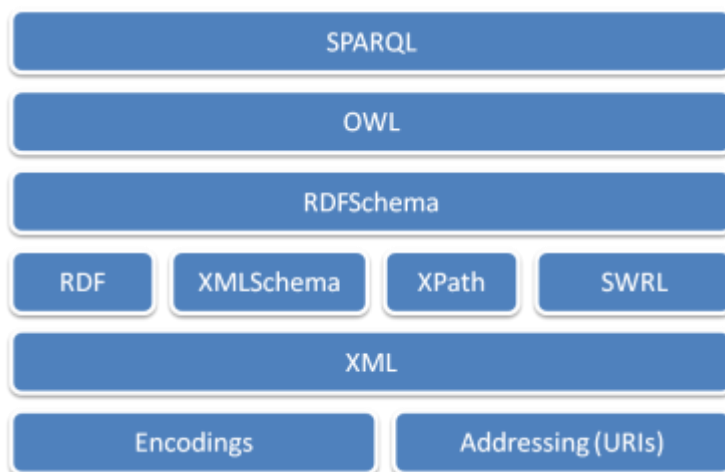 SPARQL
OWL
RDFSchema
RDF XMLSchema XPath SWRL
XML
Encodings Addressing (URIs)